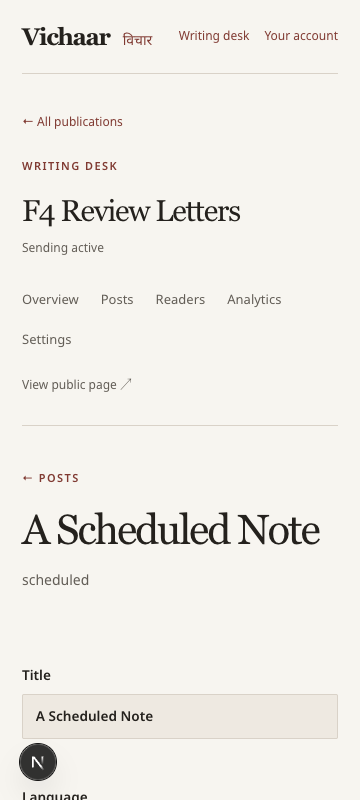 Vichaar विचार Writing desk Your account
← All publications
WRITING DESK
F4 Review Letters
Sending active
Overview Posts Readers Analytics
Settings
View public page ↗
← POSTS
A Scheduled Note
scheduled
Title
A Scheduled Note
N
Language